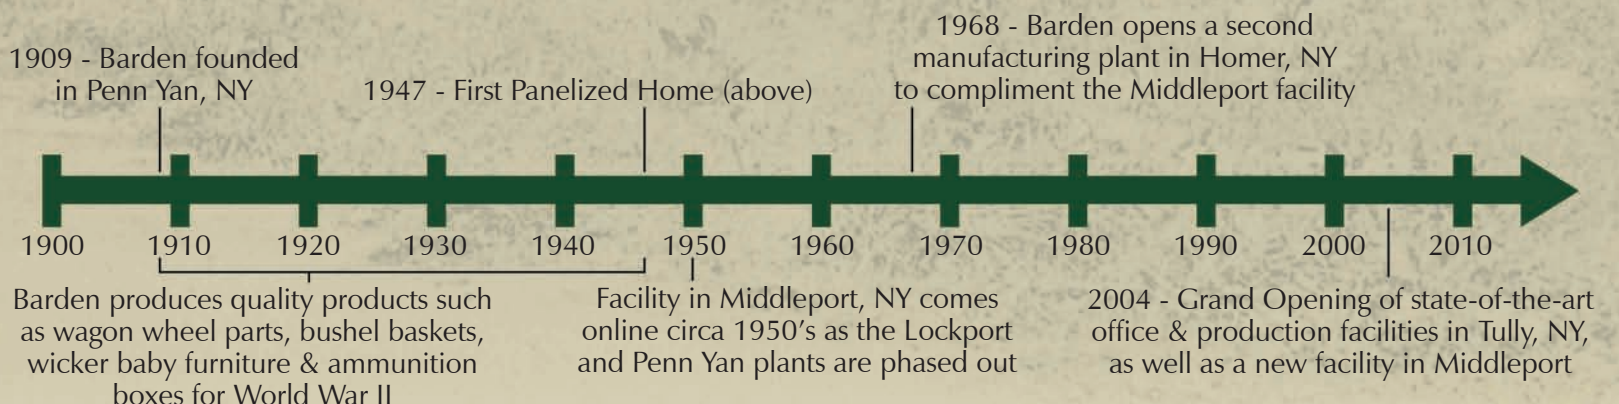 1909 - Barden founded
in Penn Yan, NY
1947 - First Panelized Home (above)
1968 - Barden opens a second
manufacturing plant in Homer, NY
to compliment the Middleport facility
1900 1910 1920 1930 1940 1950 1960 1970 1980 1990 2000 2010
Barden produces quality products such
as wagon wheel parts, bushel baskets,
wicker baby furniture & ammunition
boxes for World War II
Facility in Middleport, NY comes
online circa 1950's as the Lockport
and Penn Yan plants are phased out
2004 - Grand Opening of state-of-the-art
office & production facilities in Tully, NY,
as well as a new facility in Middleport